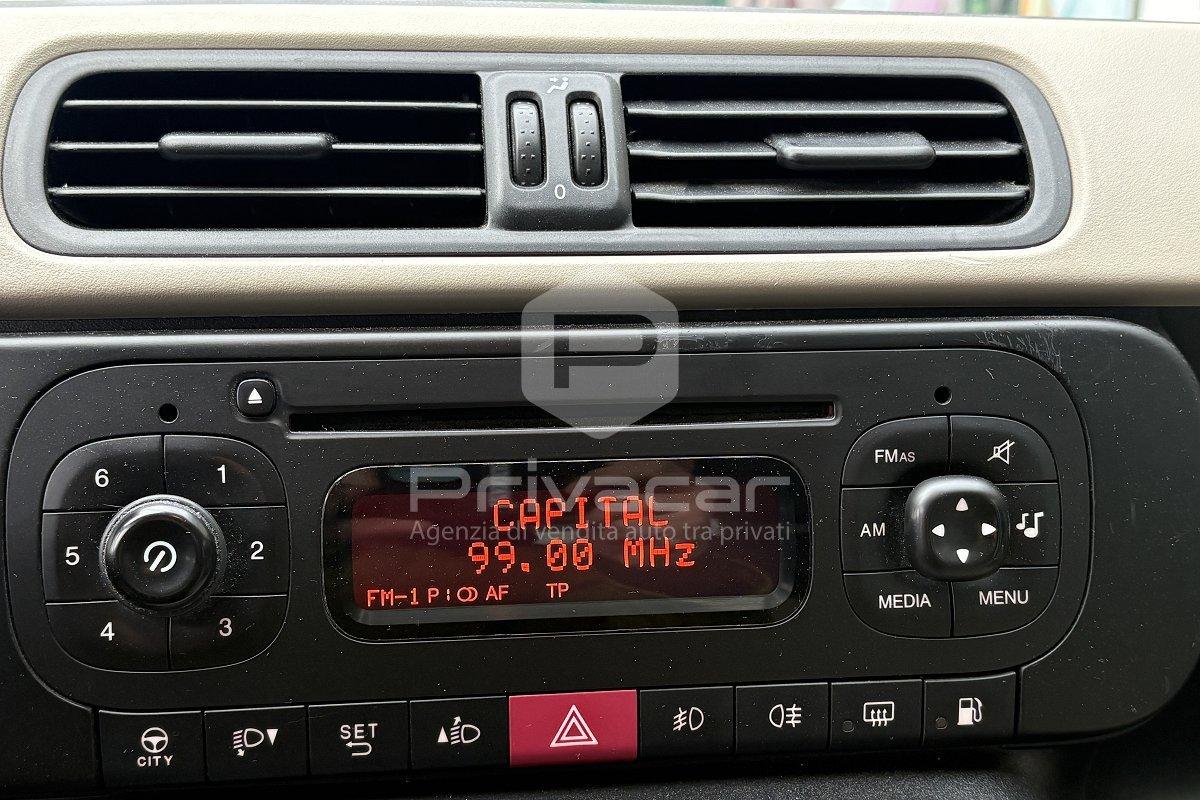 0
6
1
5
2
4
3
Privacar
Agenzia di vendita auto tra privati
CAPITAL
99.00 MHz
FM-1 P: AF TP
FMAS
AM
MEDIA
MENU
CITY
SET